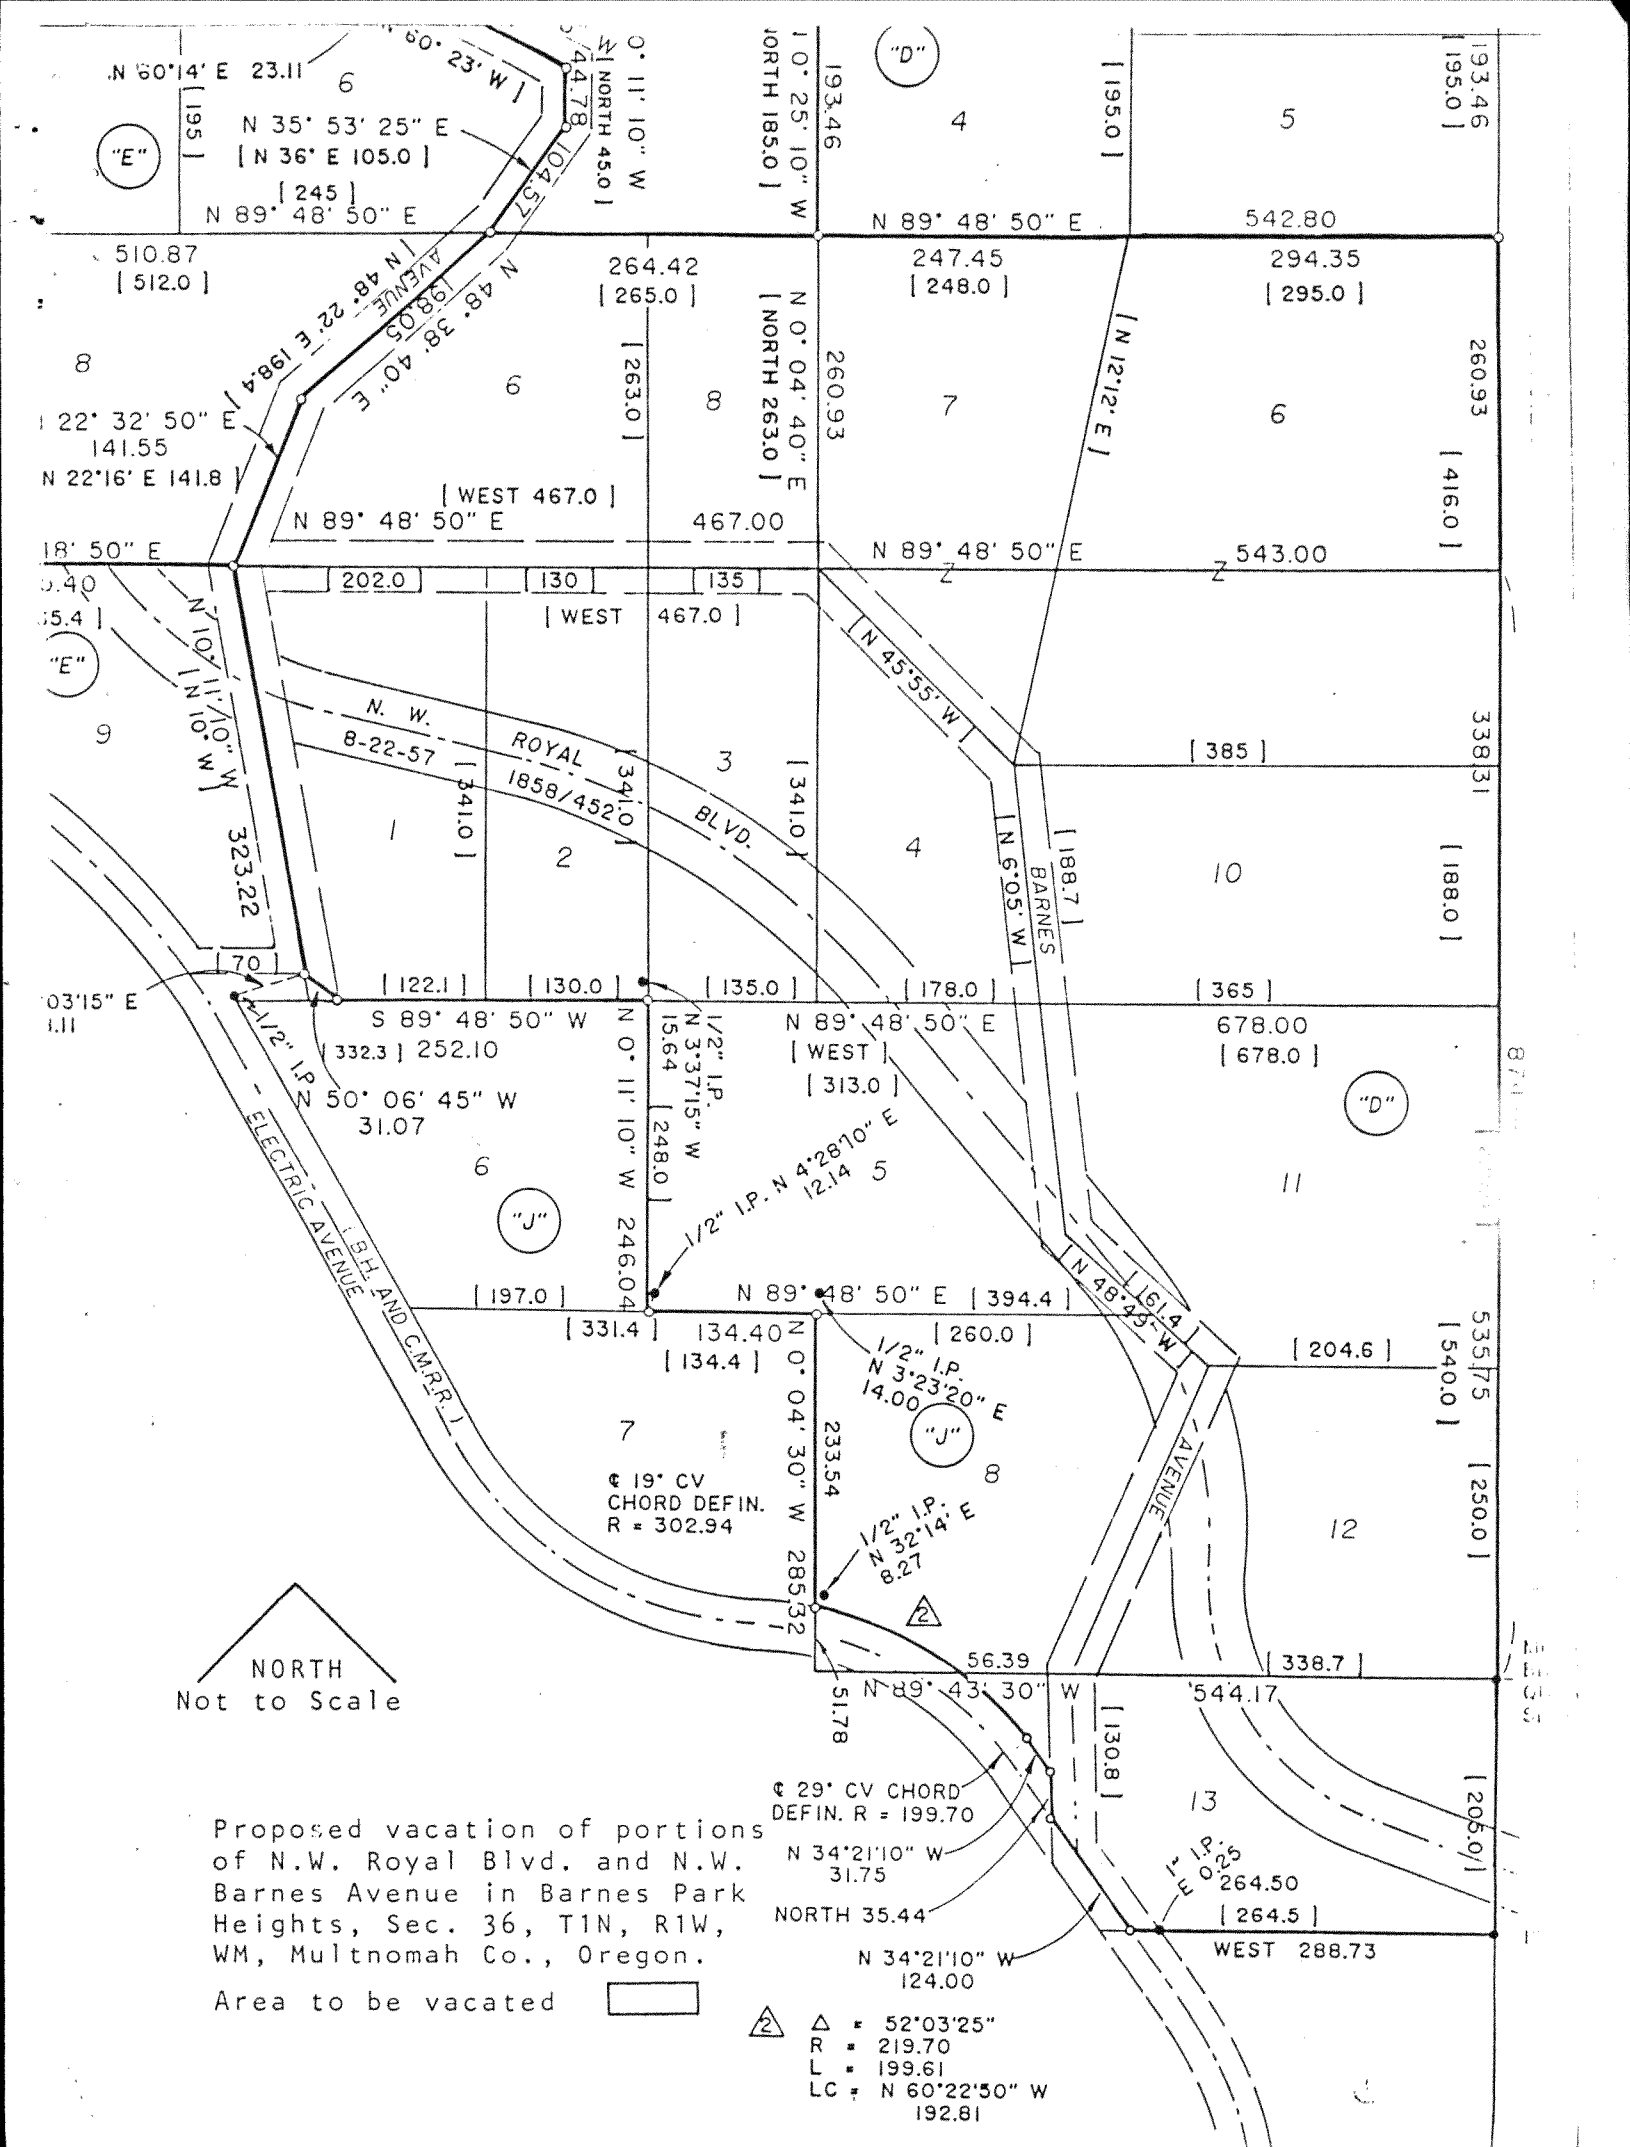 N 60°14' E 23.11
6
60° 23' W ]
44.78
[ NORTH 45.0 ]
0° 11' 10" W
NORTH 185.0 ]
0° 25' 10" W
193.46
"D"
4
[ 195.0 ]
5
[ 195.0 ]
193.46
"E"
[ 195 ]
N 35° 53' 25" E
[ N 36° E 105.0 ]
[ 245 ]
104.57
N 89° 48' 50" E
N 89° 48' 50" E
542.80
510.87
[ 512.0 ]
[ N 48° 22' E 198.4 ]
AVENUE
198.05
N 48° 38' 40" E
264.42
[ 265.0 ]
247.45
[ 248.0 ]
294.35
[ 295.0 ]
8
22° 32' 50" E
141.55
N 22°16' E 141.8 ]
6
[ 263.0 ]
8
[ NORTH 263.0 ]
N 0° 04' 40" E
260.93
7
[ N 12°12' E ]
6
260.93
[ 416.0 ]
[ WEST 467.0 ]
N 89° 48' 50" E
467.00
18' 50" E
N 89° 48' 50" E
543.00
Z
Z
.40
5.4 ]
[ 202.0 ]
[ 130 ]
[ 135 ]
[ WEST 467.0 ]
"E"
9
N 10° 11' 10" W
[ N 10° W ]
323.22
N. W.
ROYAL
BLVD.
8-22-57
1858/452
[ 341.0 ]
[ 341.0 ]
[ 341.0 ]
1
2
3
4
[ N 45°55' W ]
[ 385 ]
338.31
[ N 6°05' W ]
BARNES
[ 188.7 ]
10
[ 188.0 ]
[ 70 ]
03'15" E
1.11
[ 122.1 ]
[ 130.0 ]
[ 135.0 ]
[ 178.0 ]
[ 365 ]
1/2" I.P.
S 89° 48' 50" W
[ 332.3 ] 252.10
N 89° 48' 50" E
[ WEST ]
[ 313.0 ]
678.00
[ 678.0 ]
N 50° 06' 45" W
31.07
N 0° 11' 10" W 246.04
15.64
N 3°37'15" W
1/2" I.P.
[ 248.0 ]
"D"
ELECTRIC AVENUE
( B.H. AND C.M.R.R. )
6
"J"
1/2" I.P. N 4°28'10" E
12.14
5
11
[ 197.0 ]
N 89° 48' 50" E
[ 394.4 ]
[ N 48°49' W ]
161.4 ]
[ 331.4 ]
134.40
[ 134.4 ]
[ 260.0 ]
[ 204.6 ]
535.75
[ 540.0 ]
1/2" I.P.
N 3°23'20" E
14.00
"J"
7
N 0° 04' 30" W 285.32
233.54
8
AVENUE
12
[ 250.0 ]
℄ 19° CV
CHORD DEFIN.
R = 302.94
1/2" I.P.
N 32°14' E
8.27
2
NORTH
Not to Scale
56.39
[ 338.7 ]
N 89° 43' 30" W
544.17
51.78
[ 130.8 ]
13
[ 205.0 ]
℄ 29° CV CHORD
DEFIN. R = 199.70
N 34°21'10" W
31.75
NORTH 35.44
N 34°21'10" W
124.00
1" I.P.
E 0.25
264.50
[ 264.5 ]
WEST 288.73
Proposed vacation of portions
of N.W. Royal Blvd. and N.W.
Barnes Avenue in Barnes Park
Heights, Sec. 36, T1N, R1W,
WM, Multnomah Co., Oregon.
Area to be vacated
2 Δ = 52°03'25"
R = 219.70
L = 199.61
LC = N 60°22'50" W
192.81